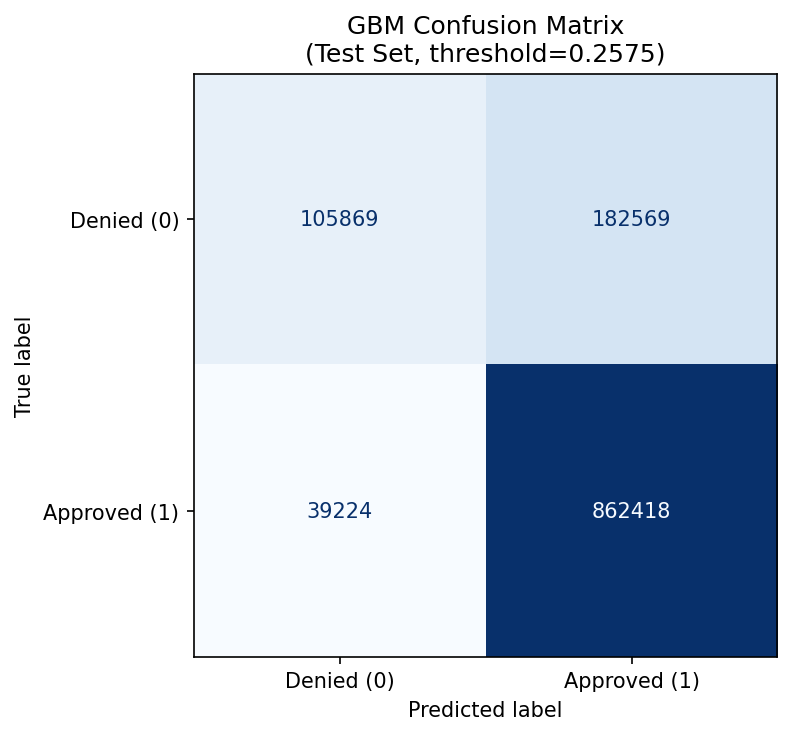 GBM Confusion Matrix
(Test Set, threshold=0.2575)
Denied (0)
105869
182569
True label
Approved (1)
39224
862418
Denied (0)
Approved (1)
Predicted label